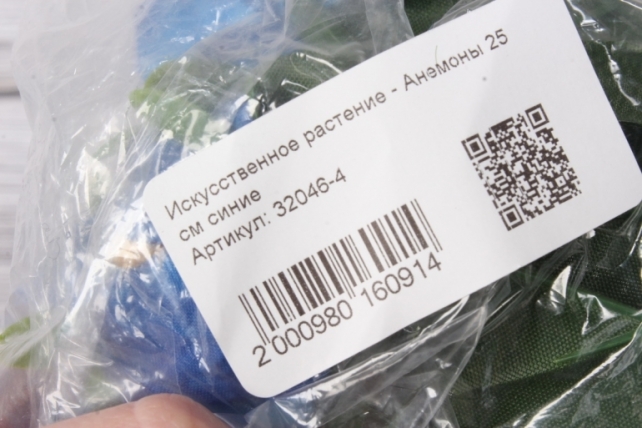 Искусственное растение - Анемоны 25
см синие
Артикул: 32046-4
2 000980 160914